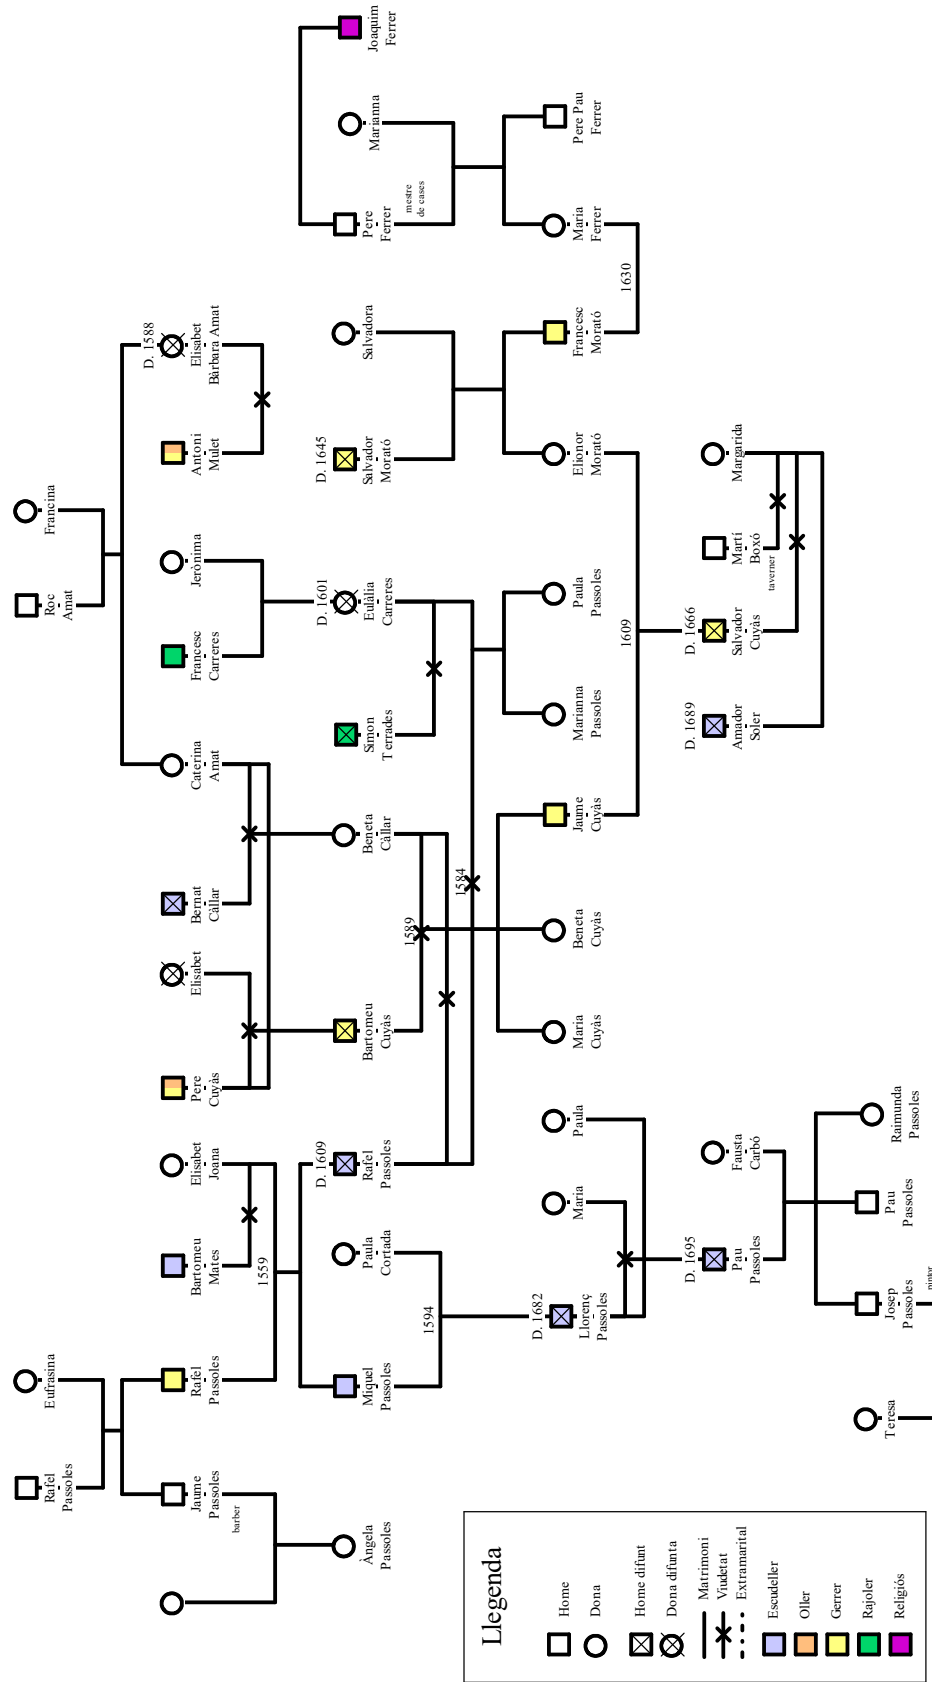 Rafel
Passoles
Eufrasina
Roc
Amat
Francina
Jaume
Passoles
barber
Rafel
Passoles
Bartomeu
Mates
Elisabet
Joana
Pere
Cuyàs
Elisabet
Bernat
Càllar
Caterina
Amat
Francesc
Carreres
Jerònima
Antoni
Mulet
D. 1588
Elisabet
Bàrbara Amat
1559
Àngela
Passoles
Miquel
Passoles
Paula
Cortada
D. 1609
Rafel
Passoles
Bartomeu
Cuyàs
Beneta
Càllar
Simon
Terrades
D. 1601
Eulàlia
Carreres
D. 1645
Salvador
Morató
Salvadora
Pere
Ferrer
mestre
de cases
Marianna
Joaquim
Ferrer
1594
1589
1584
D. 1682
Llorenç
Passoles
Maria
Paula
Maria
Cuyàs
Beneta
Cuyàs
Jaume
Cuyàs
Marianna
Passoles
Paula
Passoles
Elionor
Morató
Francesc
Morató
Maria
Ferrer
Pere Pau
Ferrer
1609
1630
D. 1695
Pau
Passoles
Fausta
Carbó
D. 1689
Amador
Soler
D. 1666
Salvador
Cuyàs
Martí
Boxó
taverner
Margarida
Teresa
Josep
Passoles
pintor
Pau
Passoles
Raimunda
Passoles
Llegenda
Home
Dona
Home difunt
Dona difunta
Matrimoni
Viudetat
Extramarital
Escudeller
Oller
Gerrer
Rajoler
Religiós